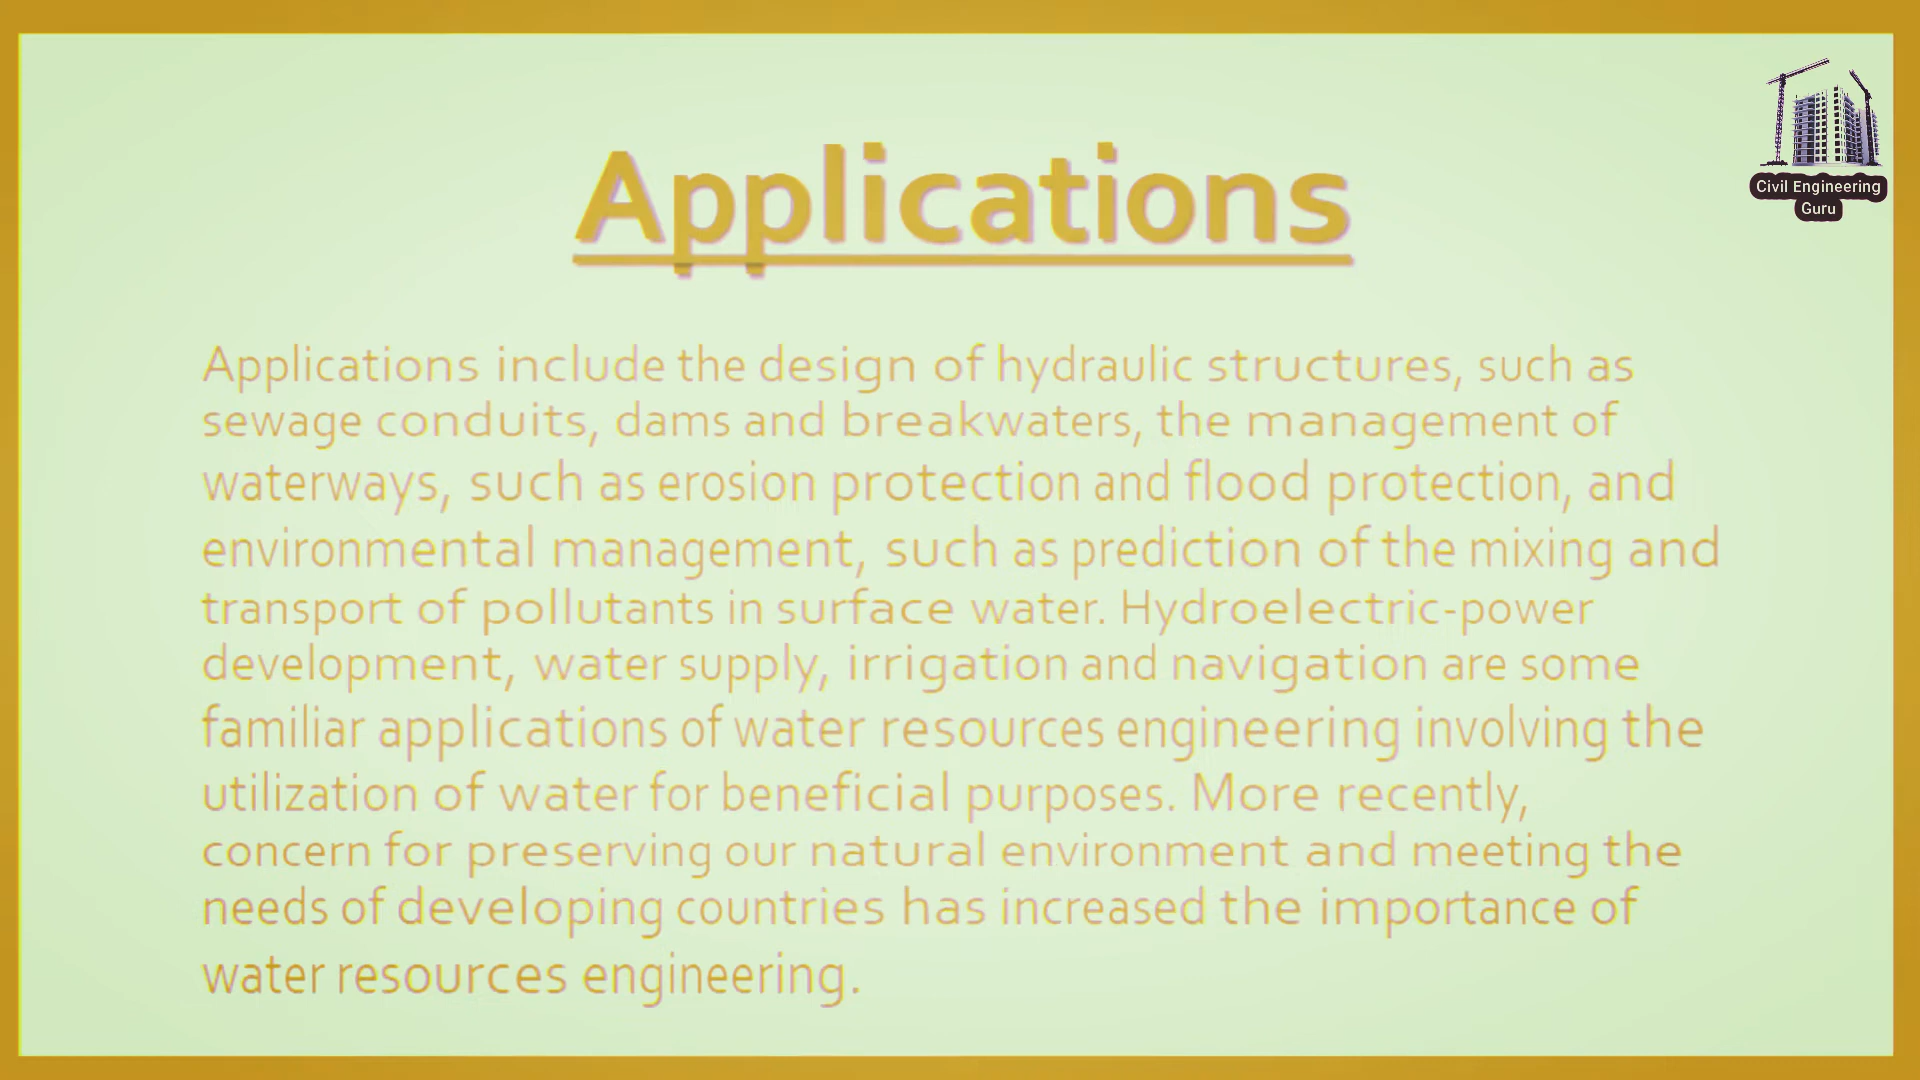 Civil Engineering
Guru
Applications
Applications include the design of hydraulic structures, such as
sewage conduits, dams and breakwaters, the management of
waterways, such as erosion protection and flood protection, and
environmental management, such as prediction of the mixing and
transport of pollutants in surface water. Hydroelectric-power
development, water supply, irrigation and navigation are some
familiar applications of water resources engineering involving the
utilization of water for beneficial purposes. More recently,
concern for preserving our natural environment and meeting the
needs of developing countries has increased the importance of
water resources engineering.